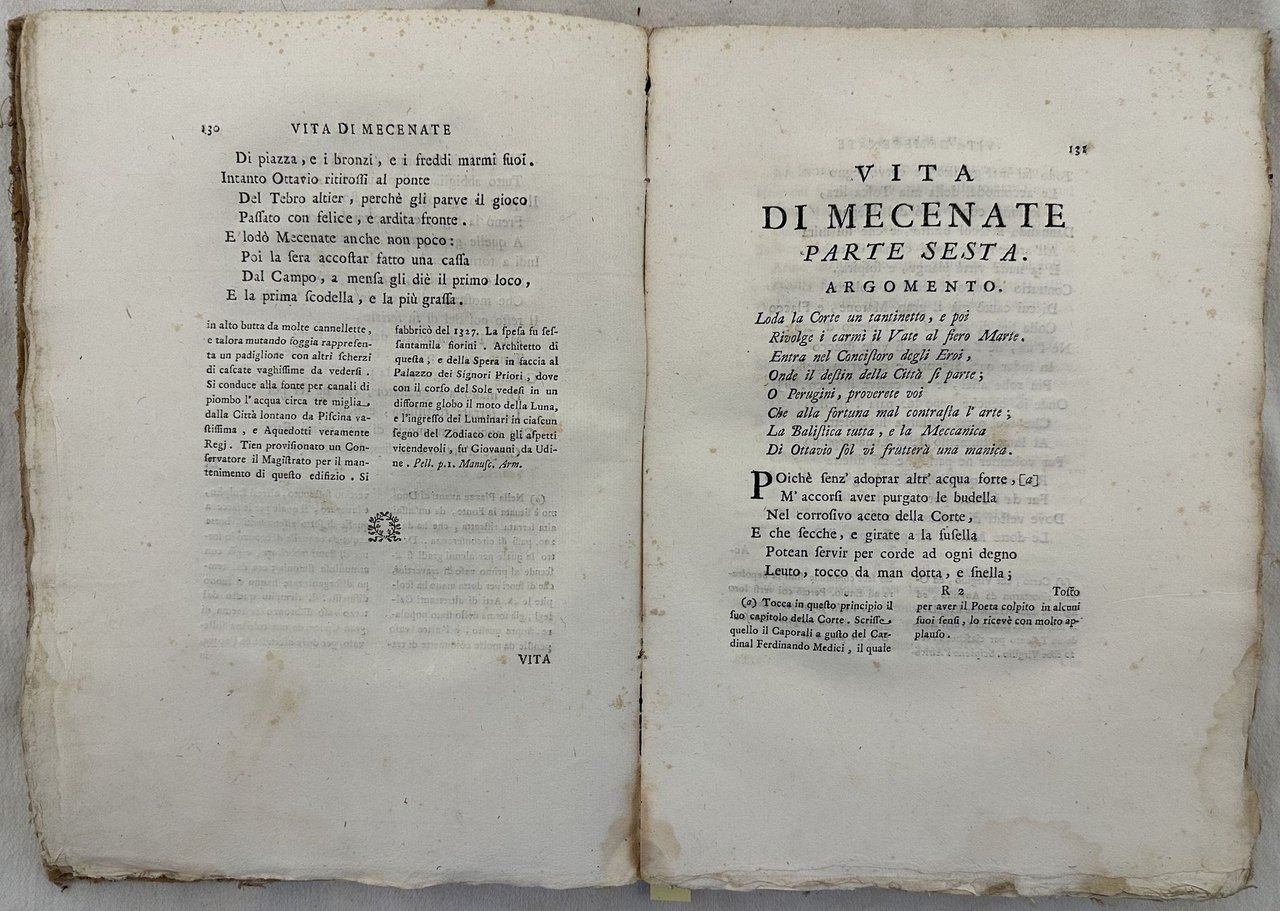 130 VITA DI MECENATE
Di piazza, e i bronzi, e i freddi marmi ſuoi.
Intanto Ottavio ritiroſſi al ponte
Del Tebro altier, perchè gli parve il gioco
Paſſato con felice, e ardita fronte.
E lodò Mecenate anche non poco:
Poi la ſera accoſtar fatto una caſſa
Dal Campo, a menſa gli diè il primo loco,
E la prima ſcodella, e la più graſſa.
in alto butta da molte cannellette,
e talora mutando foggia rappreſen-
ta un padiglione con altri ſcherzi
di caſcate vaghiſſime da vederſi.
Si conduce alla fonte per canali di
piombo l'acqua circa tre miglia
dalla Città lontano da Piſcina va-
ſtiſſima, e Aquedotti veramente
Regj. Tien proviſionato un Con-
ſervatore il Magiſtrato per il man-
tenimento di queſto edifizio. Si
fabbricò del 1327. La ſpeſa fu ſeſ-
ſantamila fiorini. Architetto di
queſta, e della Spera in faccia al
Palazzo dei Signori Priori, dove
con il corſo del Sole vedeſi in un
difforme globo il moto della Luna,
e l'ingreſſo dei Luminari in ciaſcun
ſegno del Zodiaco con gli aſpetti
vicendevoli, fu Giovanni da Udi-
ne. Pell. p.1. Manuſc. Arm.
VITA
131
VITA
DI MECENATE
PARTE SESTA.
ARGOMENTO.
Loda la Corte un tantinetto, e poi
Rivolge i carmi il Vate al fiero Marte.
Entra nel Conciſtoro degli Eroi,
Onde il deſtin della Città ſi parte;
O Perugini, proverete voi
Che alla fortuna mal contraſta l'arte;
La Baliſtica tutta, e la Meccanica
Di Ottavio ſol vi frutterà una manica.
POichè ſenz' adoprar altr' acqua forte, [a]
M' accorſi aver purgato le budella
Nel corroſivo aceto della Corte,
E che ſecche, e girate a la fuſella
Potean ſervir per corde ad ogni degno
Leuto, tocco da man dotta, e ſnella;
R 2 Toſto
(a) Tocca in queſto principio il
ſuo capitolo della Corte. Scriſſe
quello il Caporali a guſto del Car-
dinal Ferdinando Medici, il quale
per aver il Poeta colpito in alcuni
ſuoi ſenſi, lo ricevè con molto ap-
plauſo.